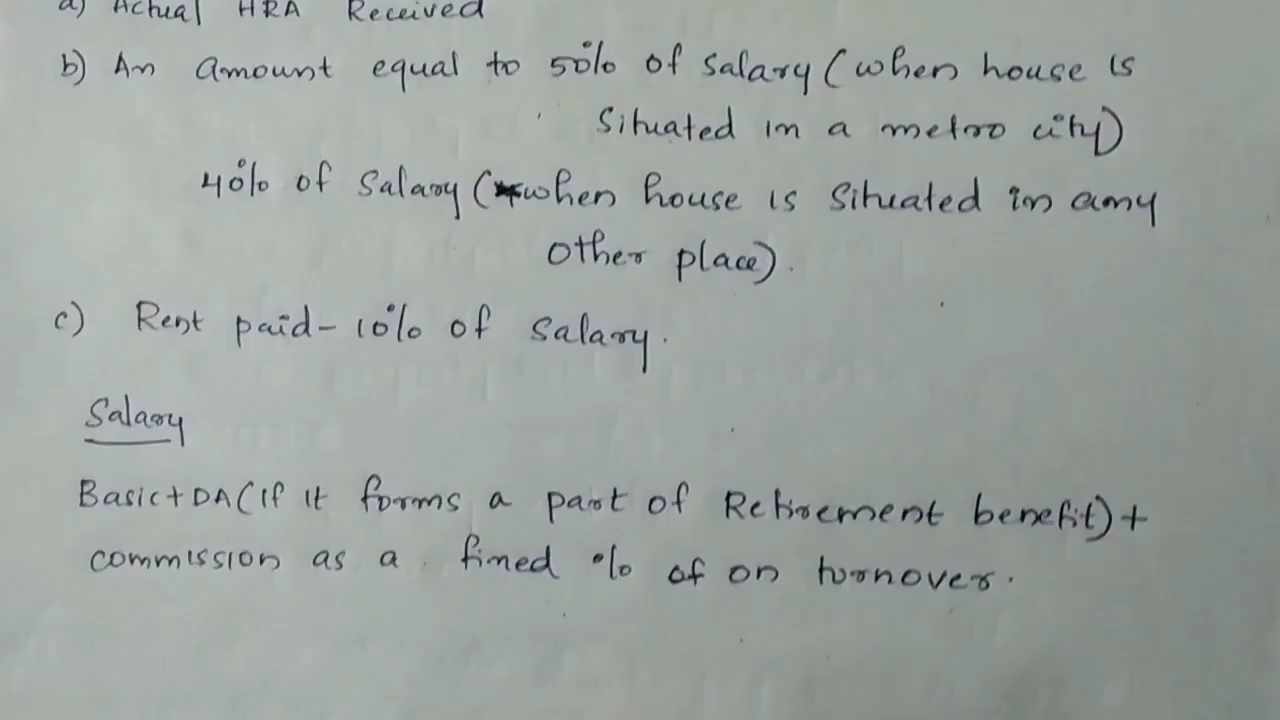 a) Actual HRA Received
b) An amount equal to 50% of salary (when house is
situated in a metro city)
40% of salary (when house is situated in any
other place).
c) Rent paid - 10% of salary.
Salary
Basic + DA (If it forms a part of Retirement benefit) +
commission as a fixed % of on turnover.